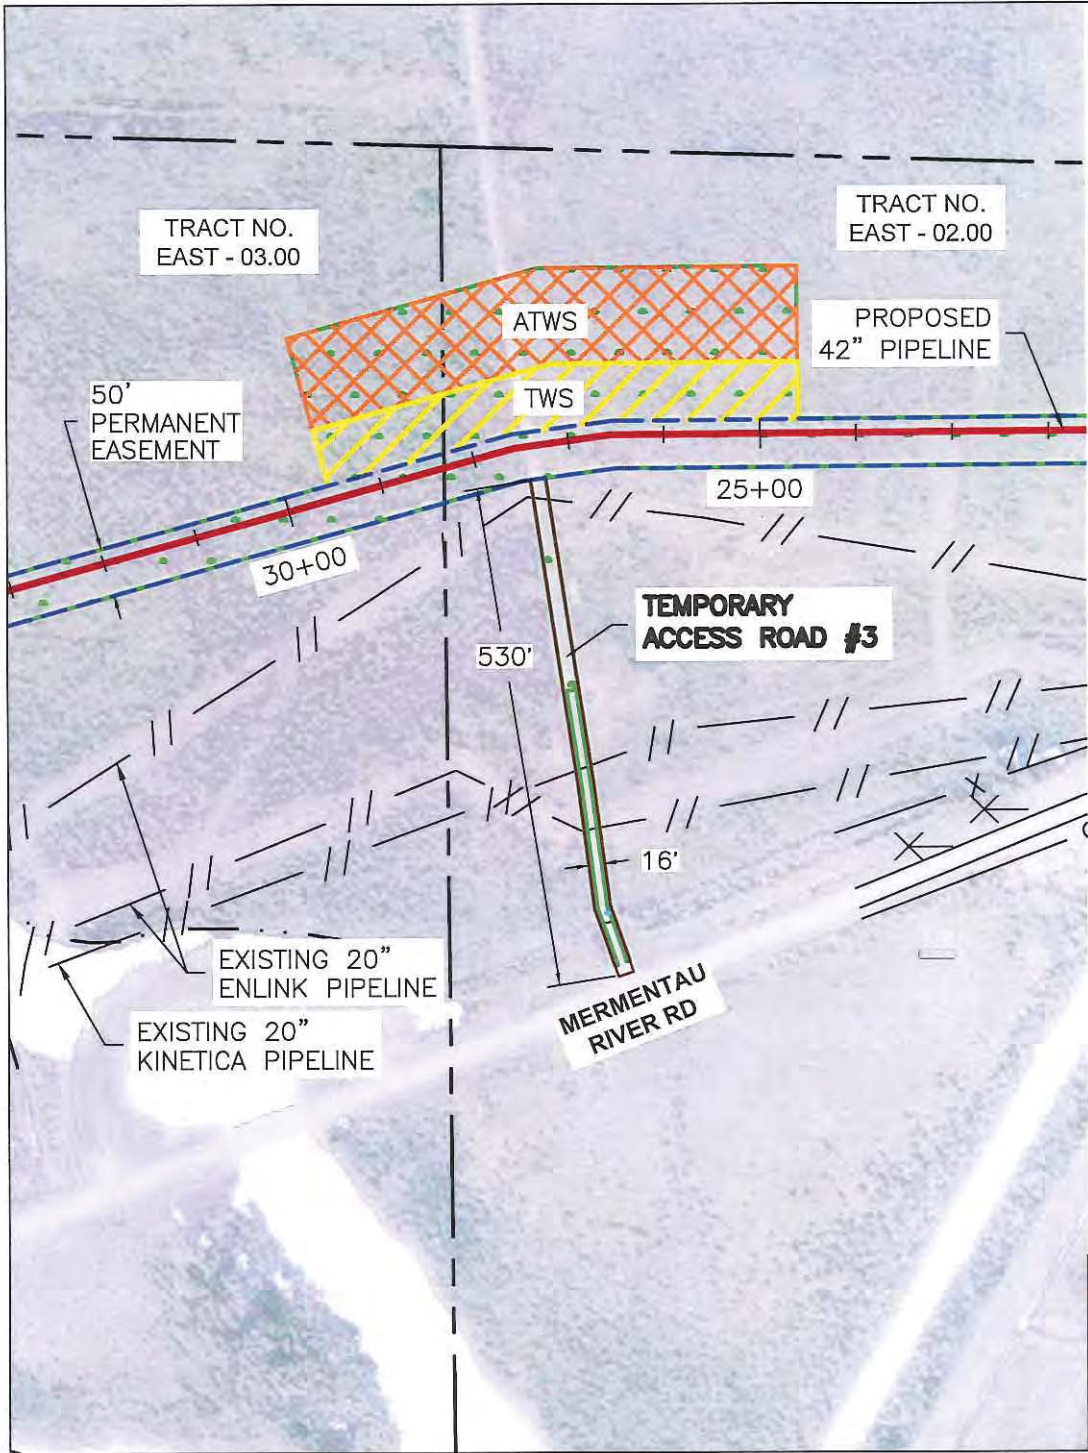 TRACT NO.
EAST - 03.00
TRACT NO.
EAST - 02.00
ATWS
PROPOSED
42" PIPELINE
50'
PERMANENT
EASEMENT
TWS
25+00
30+00
TEMPORARY
ACCESS ROAD #3
530'
16'
EXISTING 20"
ENLINK PIPELINE
MERMENTAU
RIVER RD
EXISTING 20"
KINETICA PIPELINE